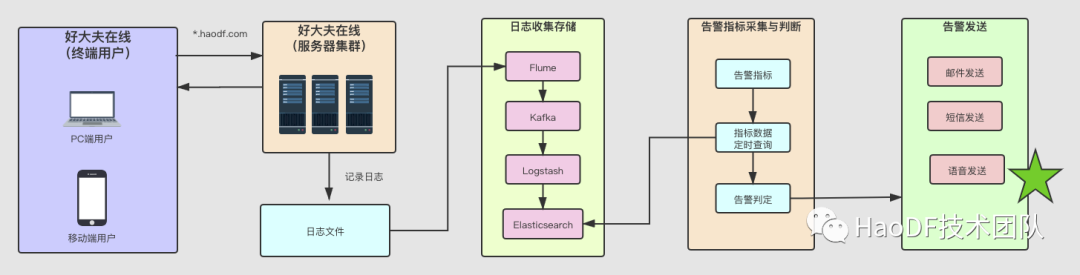 好大夫在线
（终端用户）
PC端用户
移动端用户
*.haodf.com
好大夫在线
（服务器集群）
记录日志
日志文件
日志收集存储
Flume
Kafka
Logstash
Elasticsearch
告警指标采集与判断
告警指标
指标数据
定时查询
告警判定
告警发送
邮件发送
短信发送
语音发送
HaoDF技术团队